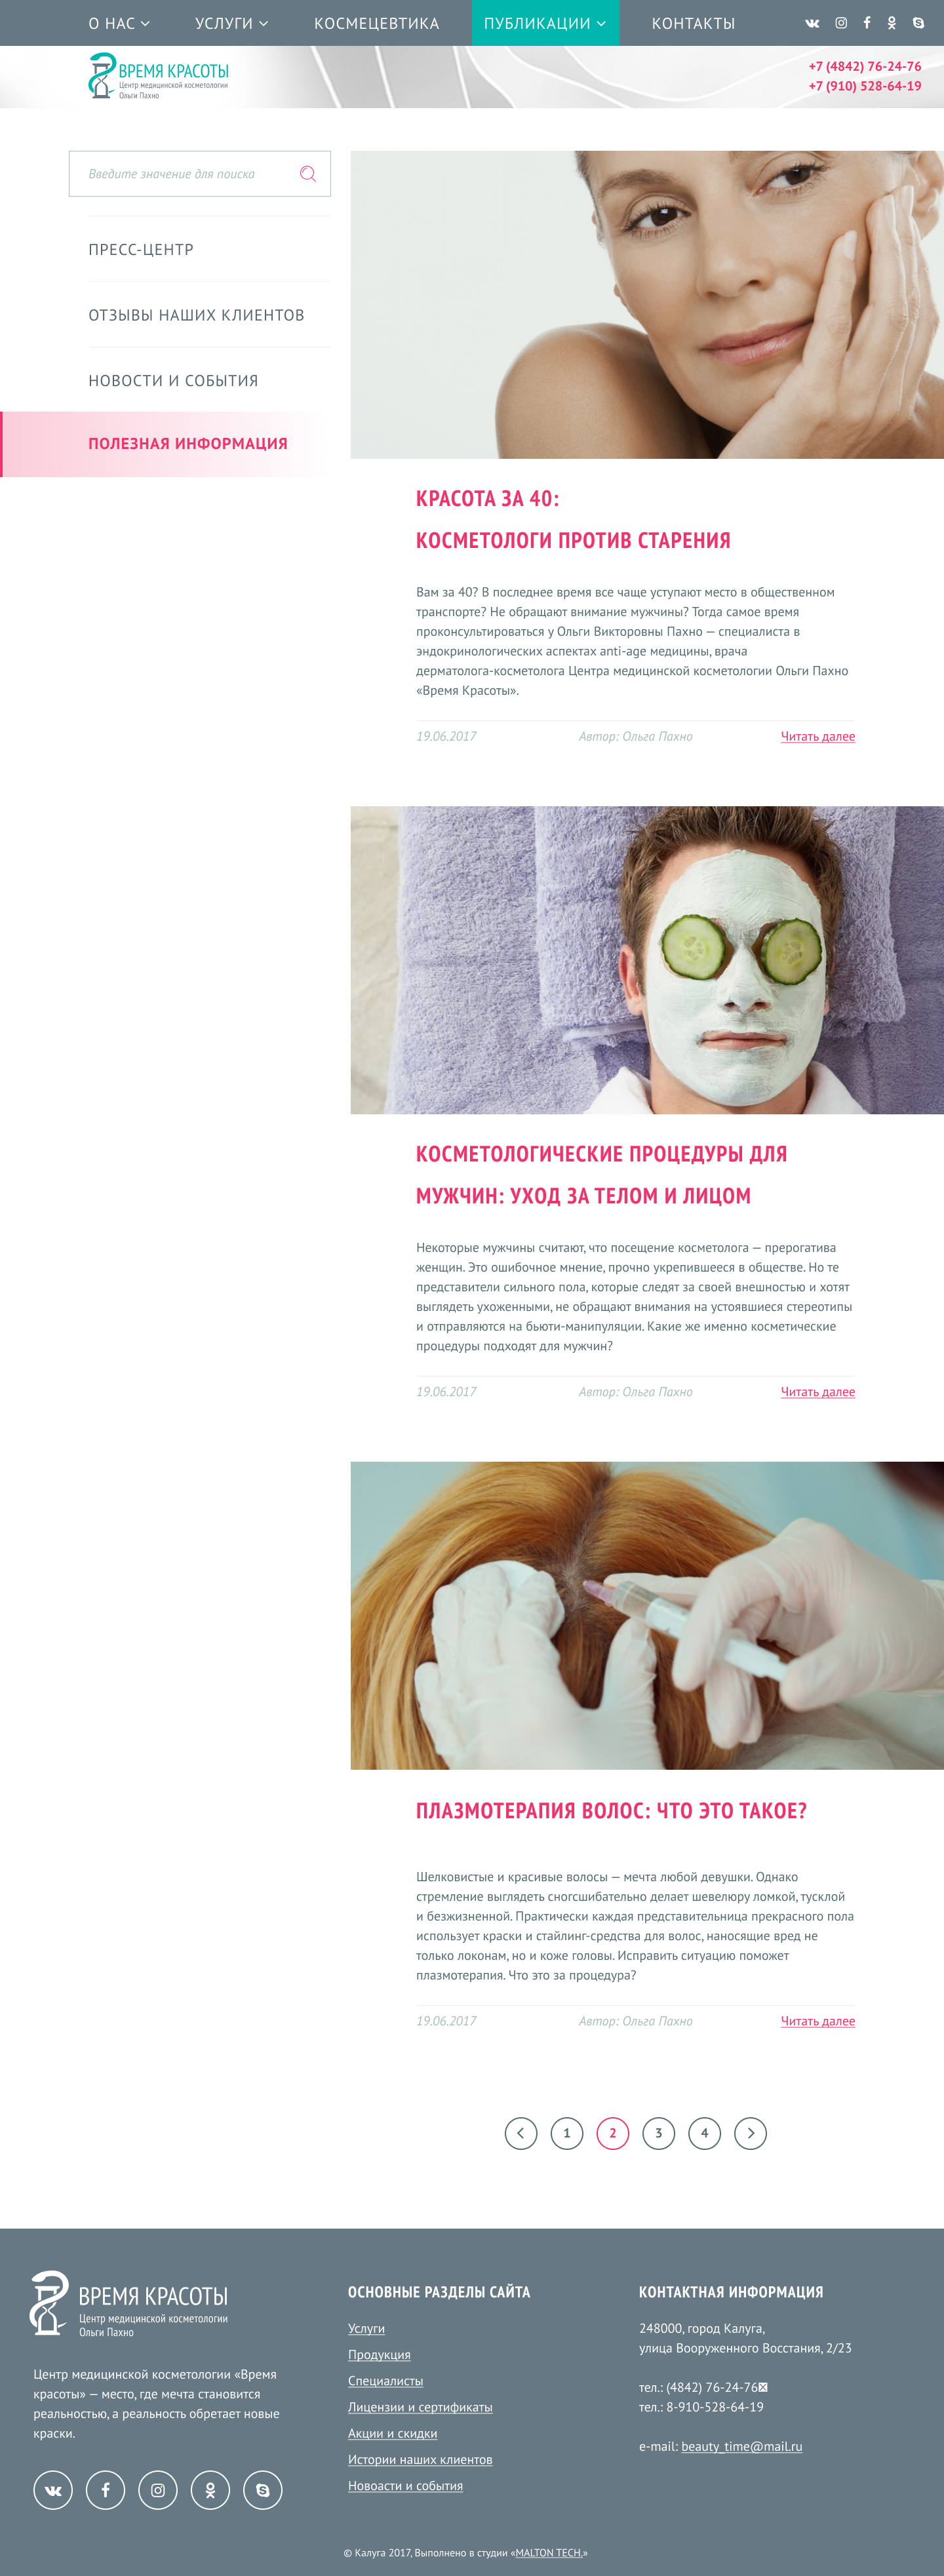 О НАС УСЛУГИ КОСМЕЦЕВТИКА ПУБЛИКАЦИИ КОНТАКТЫ
ВРЕМЯ КРАСОТЫ
Центр медицинской косметологии
Ольги Пахно
+7 (4842) 76-24-76
+7 (910) 528-64-19
Введите значение для поиска
ПРЕСС-ЦЕНТР
ОТЗЫВЫ НАШИХ КЛИЕНТОВ
НОВОСТИ И СОБЫТИЯ
ПОЛЕЗНАЯ ИНФОРМАЦИЯ
КРАСОТА ЗА 40:
КОСМЕТОЛОГИ ПРОТИВ СТАРЕНИЯ
Вам за 40? В последнее время все чаще уступают место в общественном
транспорте? Не обращают внимание мужчины? Тогда самое время
проконсультироваться у Ольги Викторовны Пахно — специалиста в
эндокринологических аспектах anti-age медицины, врача
дерматолога-косметолога Центра медицинской косметологии Ольги Пахно
«Время Красоты».
19.06.2017 Автор: Ольга Пахно Читать далее
КОСМЕТОЛОГИЧЕСКИЕ ПРОЦЕДУРЫ ДЛЯ
МУЖЧИН: УХОД ЗА ТЕЛОМ И ЛИЦОМ
Некоторые мужчины считают, что посещение косметолога — прерогатива
женщин. Это ошибочное мнение, прочно укрепившееся в обществе. Но те
представители сильного пола, которые следят за своей внешностью и хотят
выглядеть ухоженными, не обращают внимания на устоявшиеся стереотипы
и отправляются на бьюти-манипуляции. Какие же именно косметические
процедуры подходят для мужчин?
19.06.2017 Автор: Ольга Пахно Читать далее
ПЛАЗМОТЕРАПИЯ ВОЛОС: ЧТО ЭТО ТАКОЕ?
Шелковистые и красивые волосы — мечта любой девушки. Однако
стремление выглядеть сногсшибательно делает шевелюру ломкой, тусклой
и безжизненной. Практически каждая представительница прекрасного пола
использует краски и стайлинг-средства для волос, наносящие вред не
только локонам, но и коже головы. Исправить ситуацию поможет
плазмотерапия. Что это за процедура?
19.06.2017 Автор: Ольга Пахно Читать далее
1 2 3 4
ВРЕМЯ КРАСОТЫ
Центр медицинской косметологии
Ольги Пахно
Центр медицинской косметологии «Время
красоты» — место, где мечта становится
реальностью, а реальность обретает новые
краски.
ОСНОВНЫЕ РАЗДЕЛЫ САЙТА
Услуги
Продукция
Специалисты
Лицензии и сертификаты
Акции и скидки
Истории наших клиентов
Новоасти и события
КОНТАКТНАЯ ИНФОРМАЦИЯ
248000, город Калуга,
улица Вооруженного Восстания, 2/23
тел.: (4842) 76-24-76
тел.: 8-910-528-64-19
e-mail: beauty_time@mail.ru
© Калуга 2017, Выполнено в студии «MALTON TECH.»